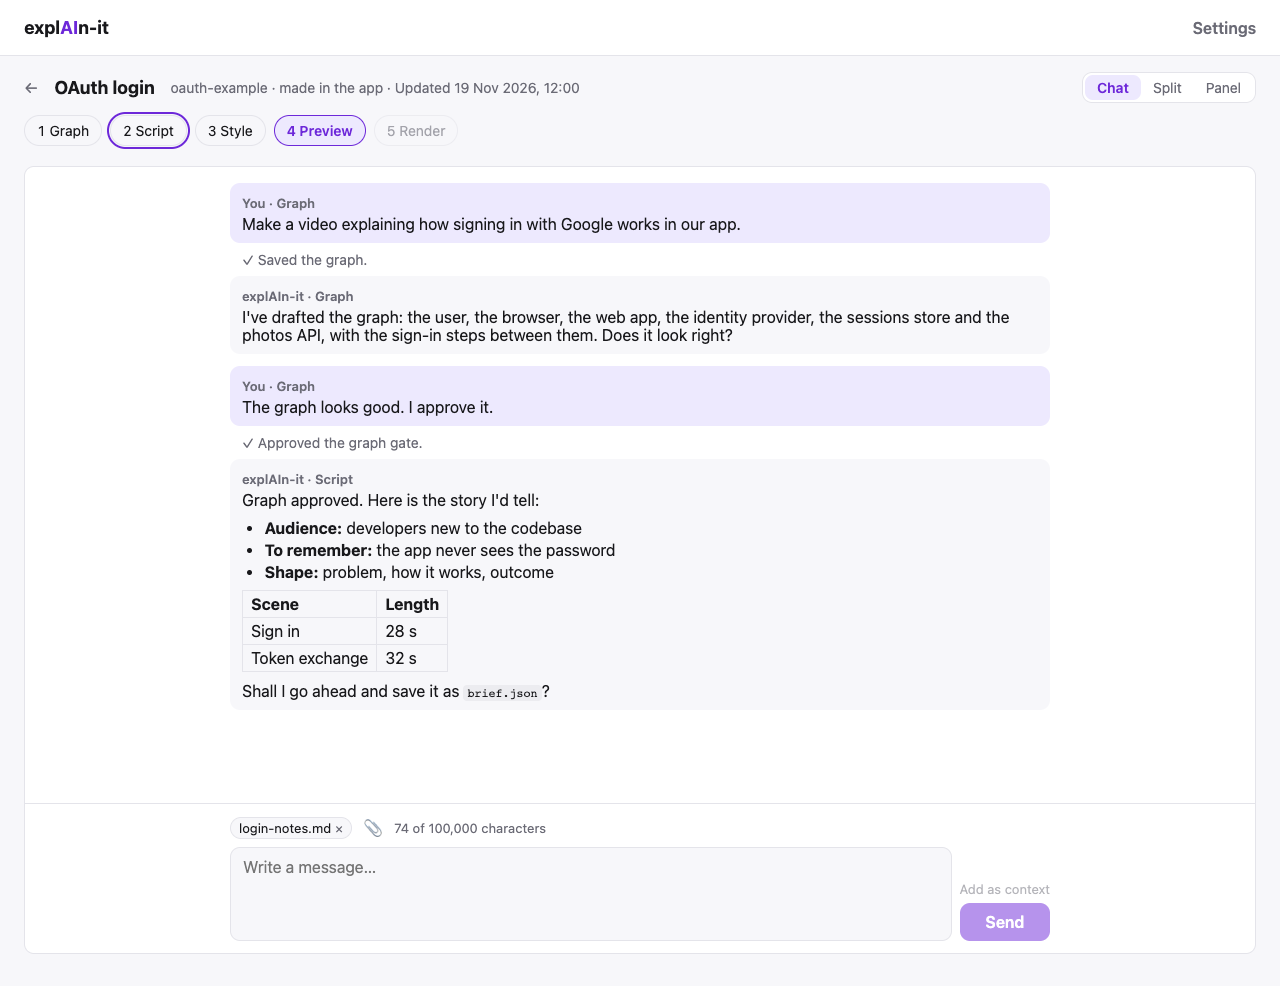 explAIn-it
Settings
← OAuth login oauth-example · made in the app · Updated 19 Nov 2026, 12:00
Chat Split Panel
1 Graph 2 Script 3 Style 4 Preview 5 Render
You · Graph
Make a video explaining how signing in with Google works in our app.
✓ Saved the graph.
explAIn-it · Graph
I've drafted the graph: the user, the browser, the web app, the identity provider, the sessions store and the
photos API, with the sign-in steps between them. Does it look right?
You · Graph
The graph looks good. I approve it.
✓ Approved the graph gate.
explAIn-it · Script
Graph approved. Here is the story I'd tell:
• Audience: developers new to the codebase
• To remember: the app never sees the password
• Shape: problem, how it works, outcome
Scene Length
Sign in 28 s
Token exchange 32 s
Shall I go ahead and save it as brief.json?
login-notes.md × 74 of 100,000 characters
Write a message...
Add as context
Send